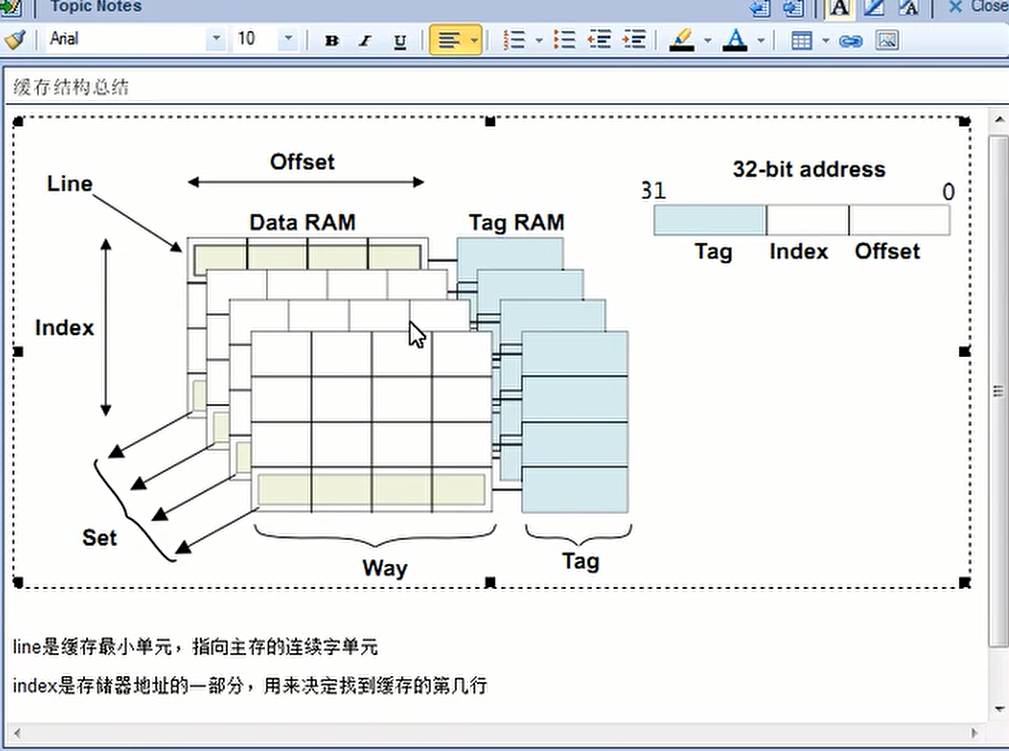 Topic Notes
Close
Arial
10
B
I
U
A
缓存结构总结
Offset
Line
32-bit address
31
0
Data RAM
Tag RAM
Tag
Index
Offset
Index
Set
Way
Tag
line是缓存最小单元，指向主存的连续字单元
index是存储器地址的一部分，用来决定找到缓存的第几行